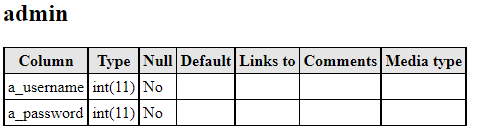 admin
Column Type Null Default Links to Comments Media type
a_username int(11) No
a_password int(11) No